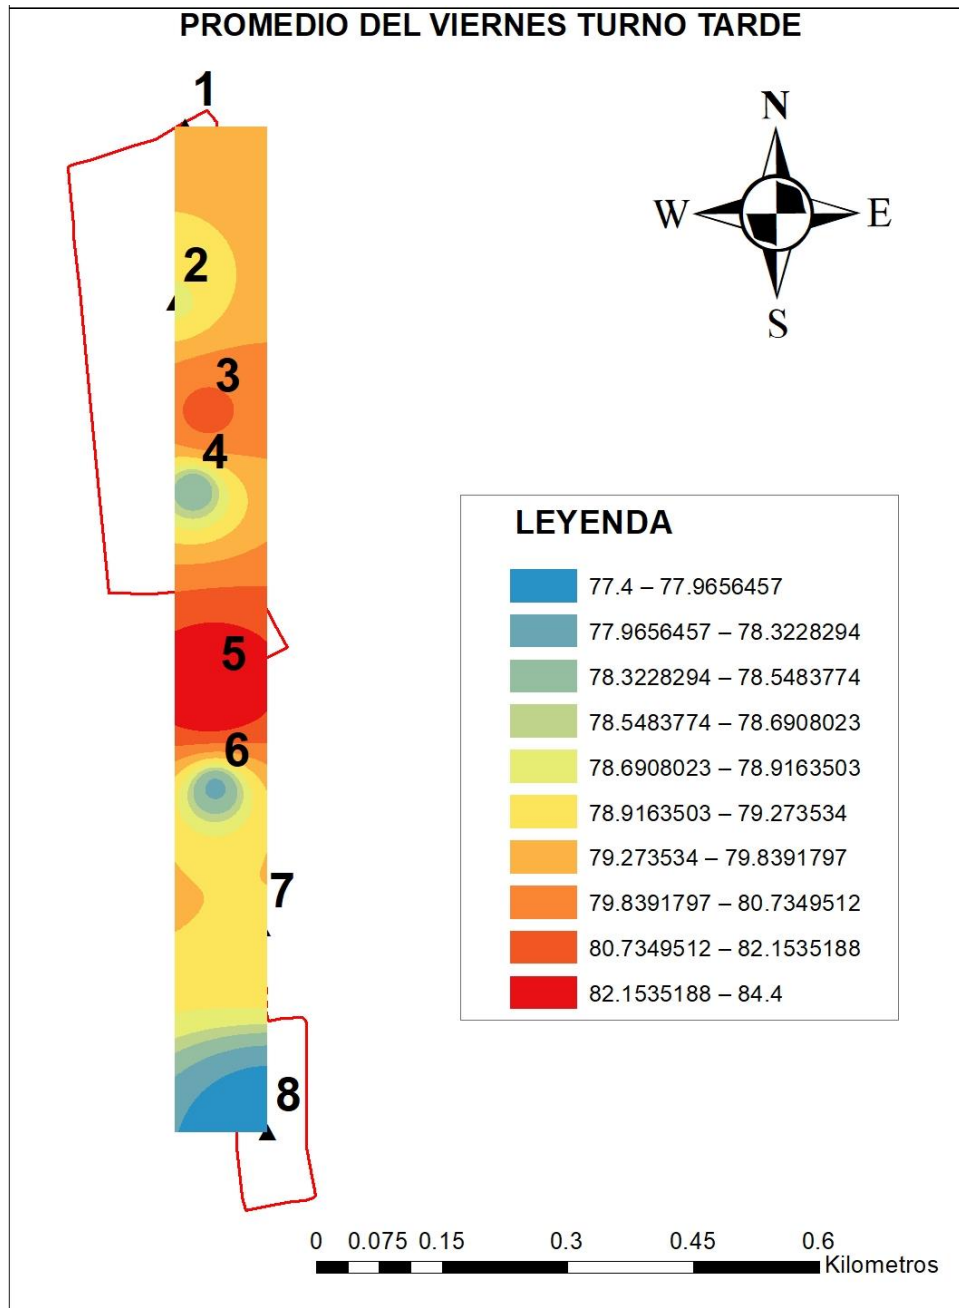 PROMEDIO DEL VIERNES TURNO TARDE
1
N
W E
S
2
3
4
5
6
7
8
LEYENDA
77.4 – 77.9656457
77.9656457 – 78.3228294
78.3228294 – 78.5483774
78.5483774 – 78.6908023
78.6908023 – 78.9163503
78.9163503 – 79.273534
79.273534 – 79.8391797
79.8391797 – 80.7349512
80.7349512 – 82.1535188
82.1535188 – 84.4
0 0.075 0.15 0.3 0.45 0.6
Kilometros